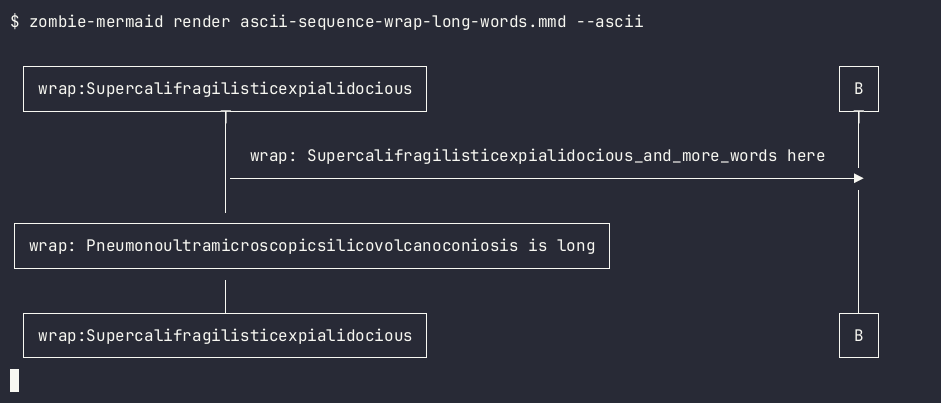 $ zombie-mermaid render ascii-sequence-wrap-long-words.mmd --ascii
wrap:Supercalifragilisticexpialidocious B
wrap: Supercalifragilisticexpialidocious_and_more_words here
wrap: Pneumonoultramicroscopicsilicovolcanoconiosis is long
wrap:Supercalifragilisticexpialidocious B